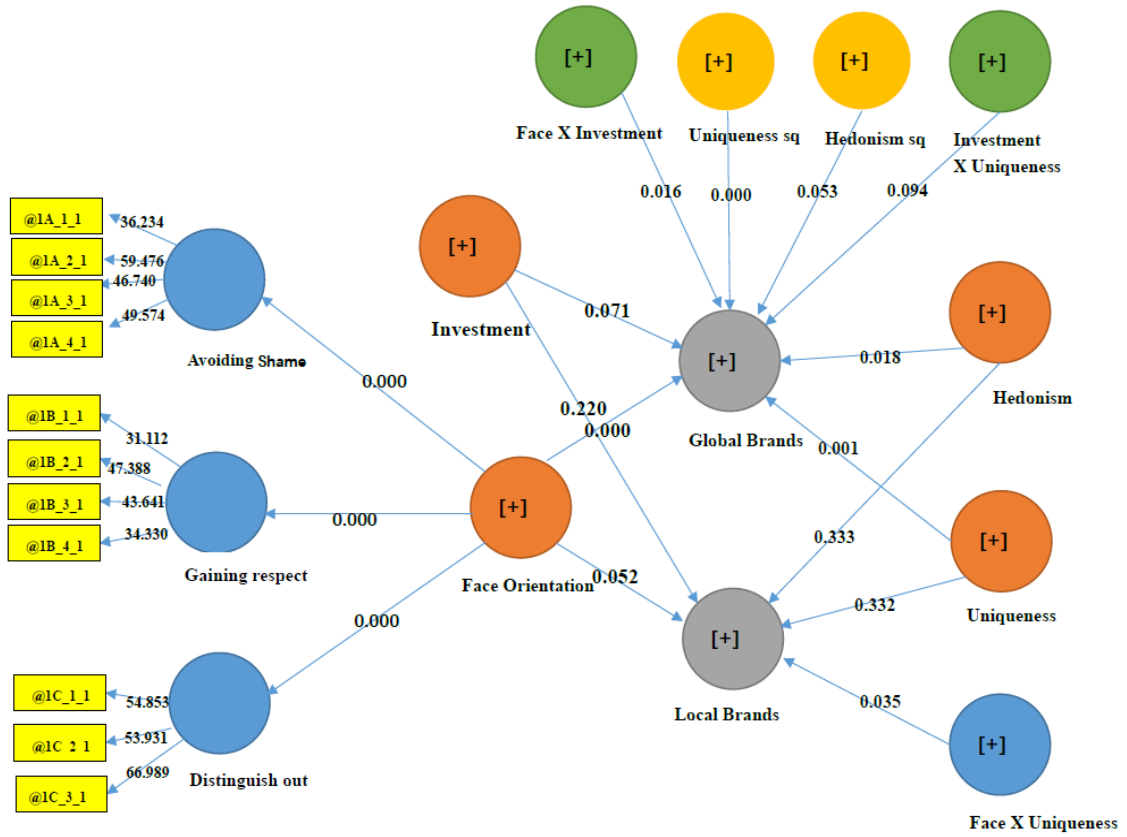 [+]
[+]
[+]
[+]
Face X Investment
Uniqueness sq
Hedonism sq
Investment
X Uniqueness
0.016
0.000
0.053
0.094
@1A_1_1
36.234
@1A_2_1
59.476
@1A_3_1
46.740
@1A_4_1
49.574
Avoiding Shame
[+]
Investment
0.071
[+]
Hedonism
0.018
[+]
Global Brands
0.000
0.220
0.000
0.001
@1B_1_1
31.112
@1B_2_1
47.388
@1B_3_1
43.641
@1B_4_1
34.330
Gaining respect
0.000
[+]
Face Orientation
0.052
0.333
[+]
Uniqueness
0.332
[+]
Local Brands
0.000
0.035
@1C_1_1
54.853
@1C_2_1
53.931
@1C_3_1
66.989
Distinguish out
[+]
Face X Uniqueness